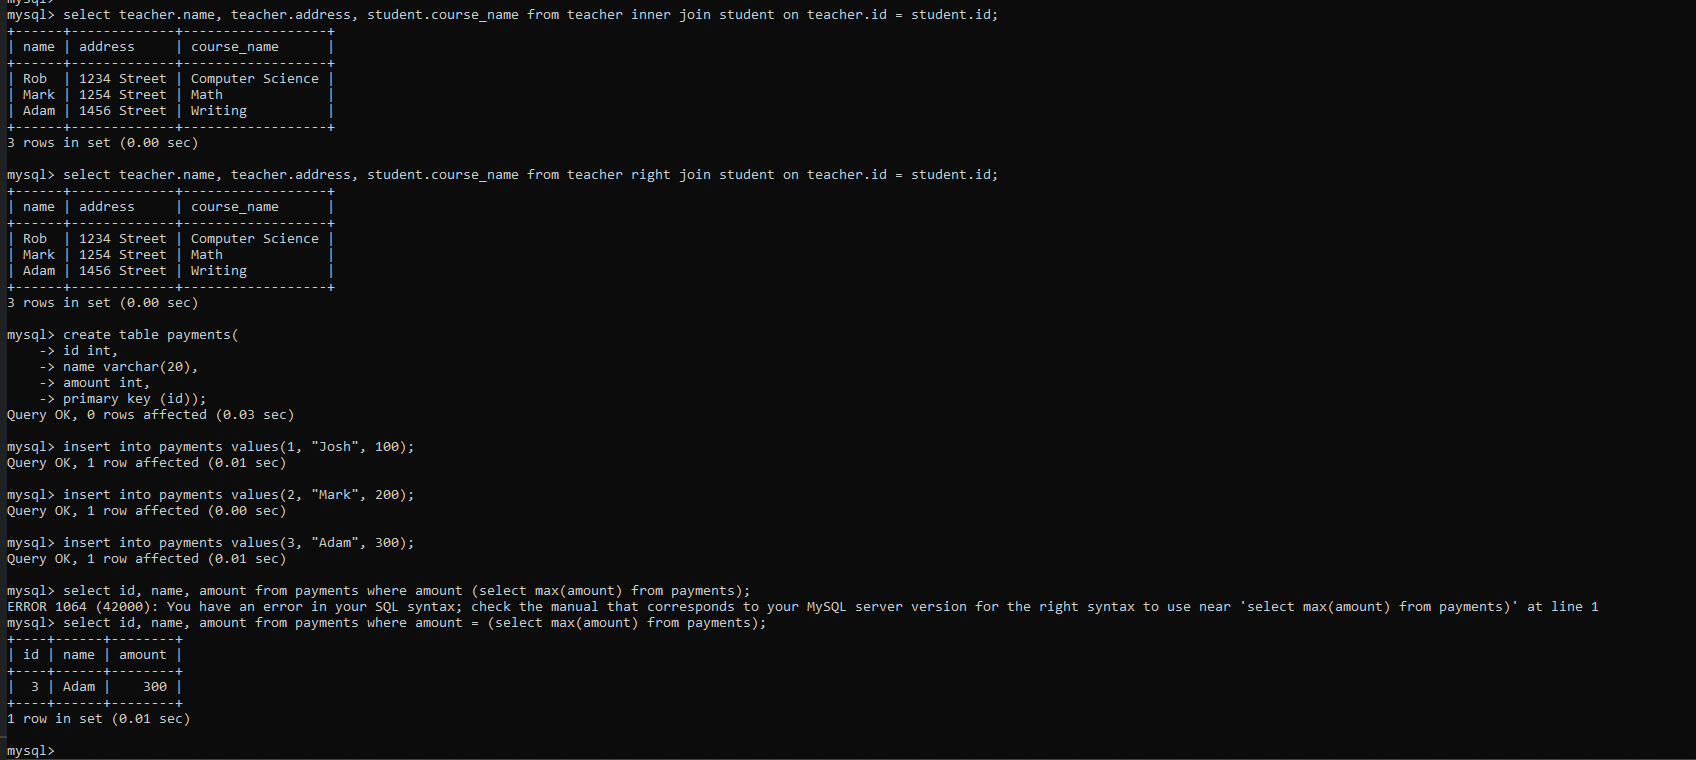 mysql>
mysql> select teacher.name, teacher.address, student.course_name from teacher inner join student on teacher.id = student.id;
+------+-------------+------------------+
| name | address     | course_name      |
+------+-------------+------------------+
| Rob  | 1234 Street | Computer Science |
| Mark | 1254 Street | Math             |
| Adam | 1456 Street | Writing          |
+------+-------------+------------------+
3 rows in set (0.00 sec)

mysql> select teacher.name, teacher.address, student.course_name from teacher right join student on teacher.id = student.id;
+------+-------------+------------------+
| name | address     | course_name      |
+------+-------------+------------------+
| Rob  | 1234 Street | Computer Science |
| Mark | 1254 Street | Math             |
| Adam | 1456 Street | Writing          |
+------+-------------+------------------+
3 rows in set (0.00 sec)

mysql> create table payments(
    -> id int,
    -> name varchar(20),
    -> amount int,
    -> primary key (id));
Query OK, 0 rows affected (0.03 sec)

mysql> insert into payments values(1, "Josh", 100);
Query OK, 1 row affected (0.01 sec)

mysql> insert into payments values(2, "Mark", 200);
Query OK, 1 row affected (0.00 sec)

mysql> insert into payments values(3, "Adam", 300);
Query OK, 1 row affected (0.01 sec)

mysql> select id, name, amount from payments where amount (select max(amount) from payments);
ERROR 1064 (42000): You have an error in your SQL syntax; check the manual that corresponds to your MySQL server version for the right syntax to use near 'select max(amount) from payments)' at line 1
mysql> select id, name, amount from payments where amount = (select max(amount) from payments);
+----+------+--------+
| id | name | amount |
+----+------+--------+
|  3 | Adam |    300 |
+----+------+--------+
1 row in set (0.01 sec)

mysql>